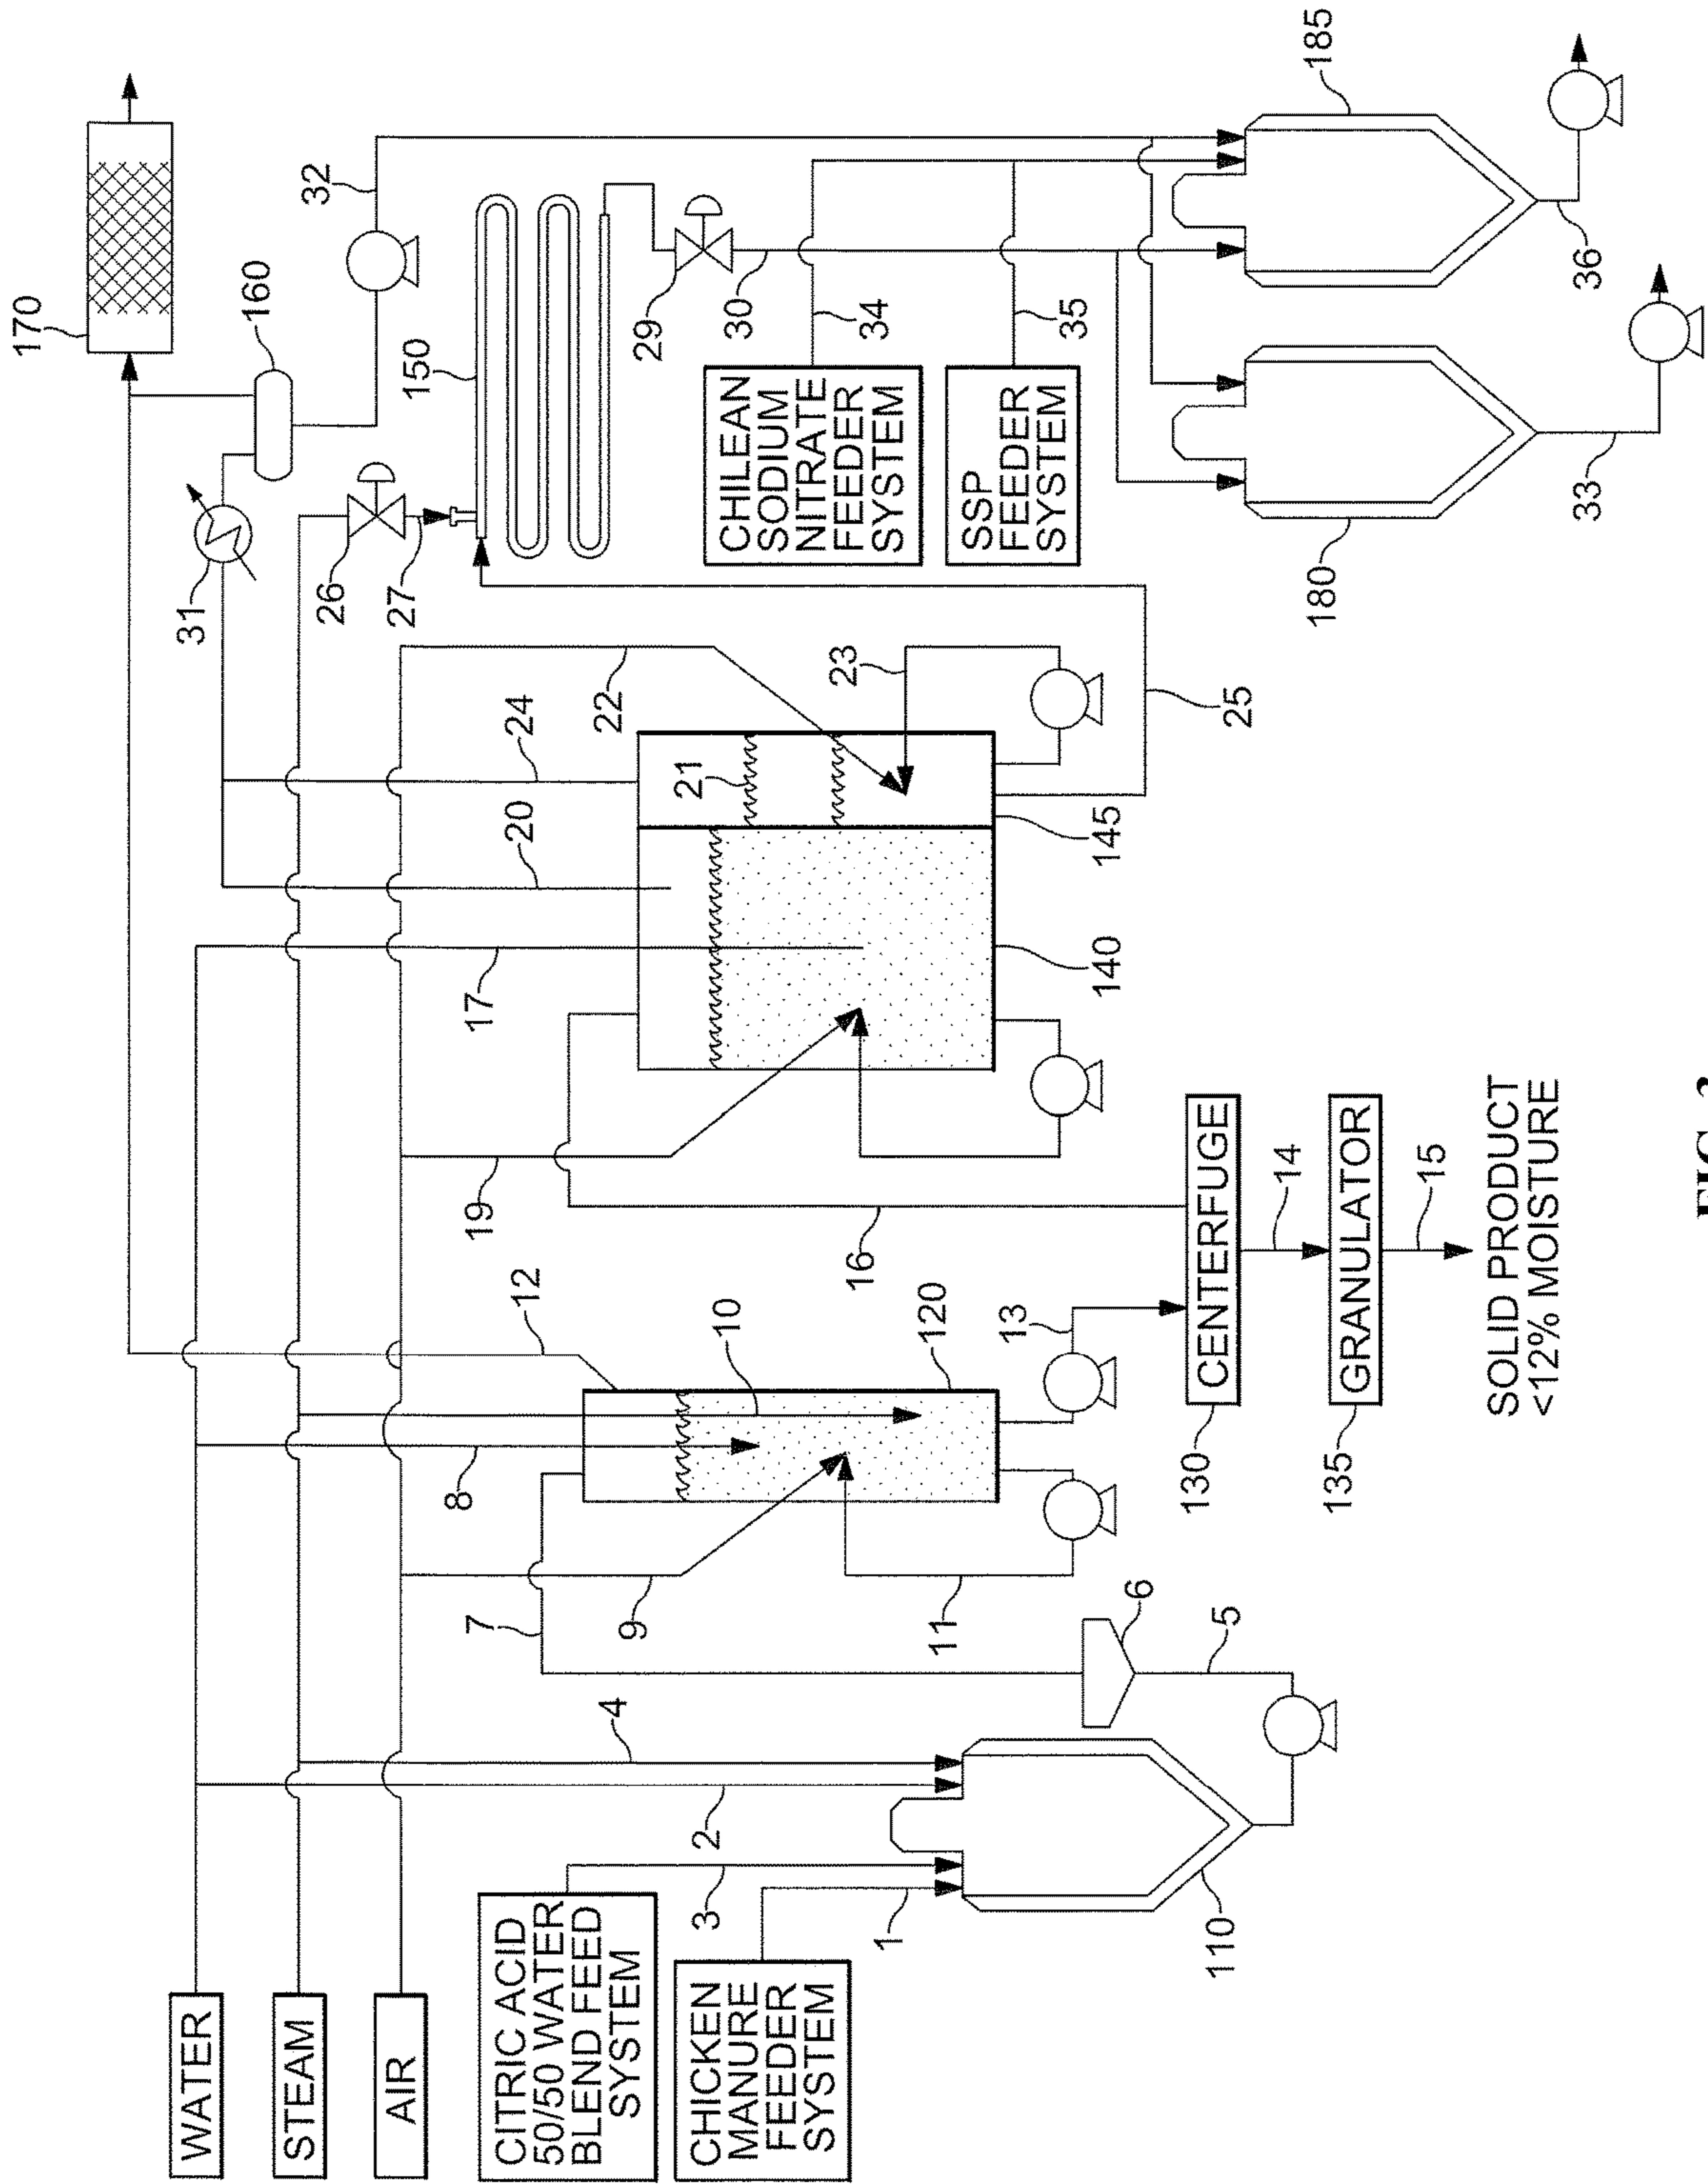 170
WATER
31
160
STEAM
26
32
AIR
27
150
7
8
19
17
20
24
12
CITRIC ACID
50/50 WATER
BLEND FEED
SYSTEM
4
9
22
29
3
2
10
21
30
CHICKEN
MANURE
FEEDER
SYSTEM
CHILEAN
SODIUM
NITRATE
FEEDER
SYSTEM
1
16
23
34
11
120
SSP
FEEDER
SYSTEM
13
35
6
140
145
5
25
110
130
CENTERFUGE
14
180
185
135
GRANULATOR
15
SOLID PRODUCT
<12% MOISTURE
33
36
FIG. 3